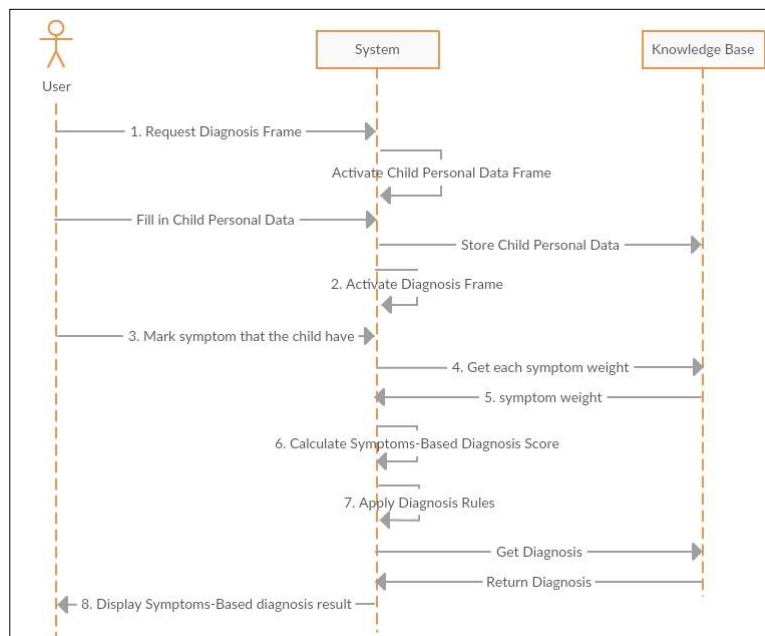 System
Knowledge Base
User
1. Request Diagnosis Frame
Activate Child Personal Data Frame
Fill in Child Personal Data
Store Child Personal Data
2. Activate Diagnosis Frame
3. Mark symptom that the child have
4. Get each symptom weight
5. symptom weight
6. Calculate Symptoms-Based Diagnosis Score
7. Apply Diagnosis Rules
Get Diagnosis
Return Diagnosis
8. Display Symptoms-Based diagnosis result